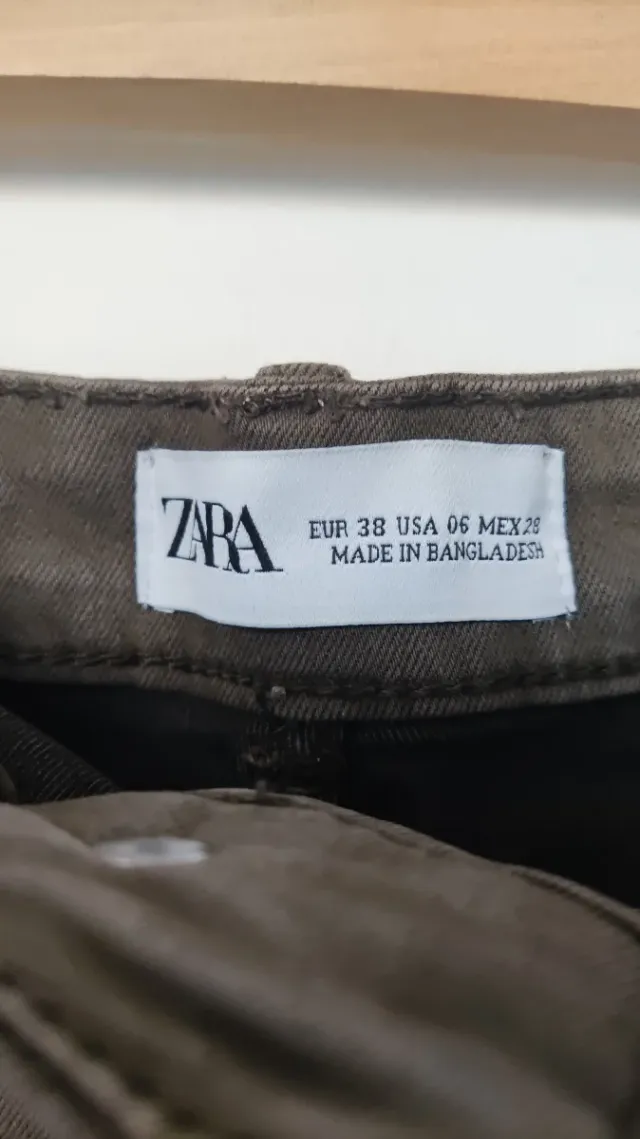 ZARA
EUR 38 USA 06 MEX 28
MADE IN BANGLADESH